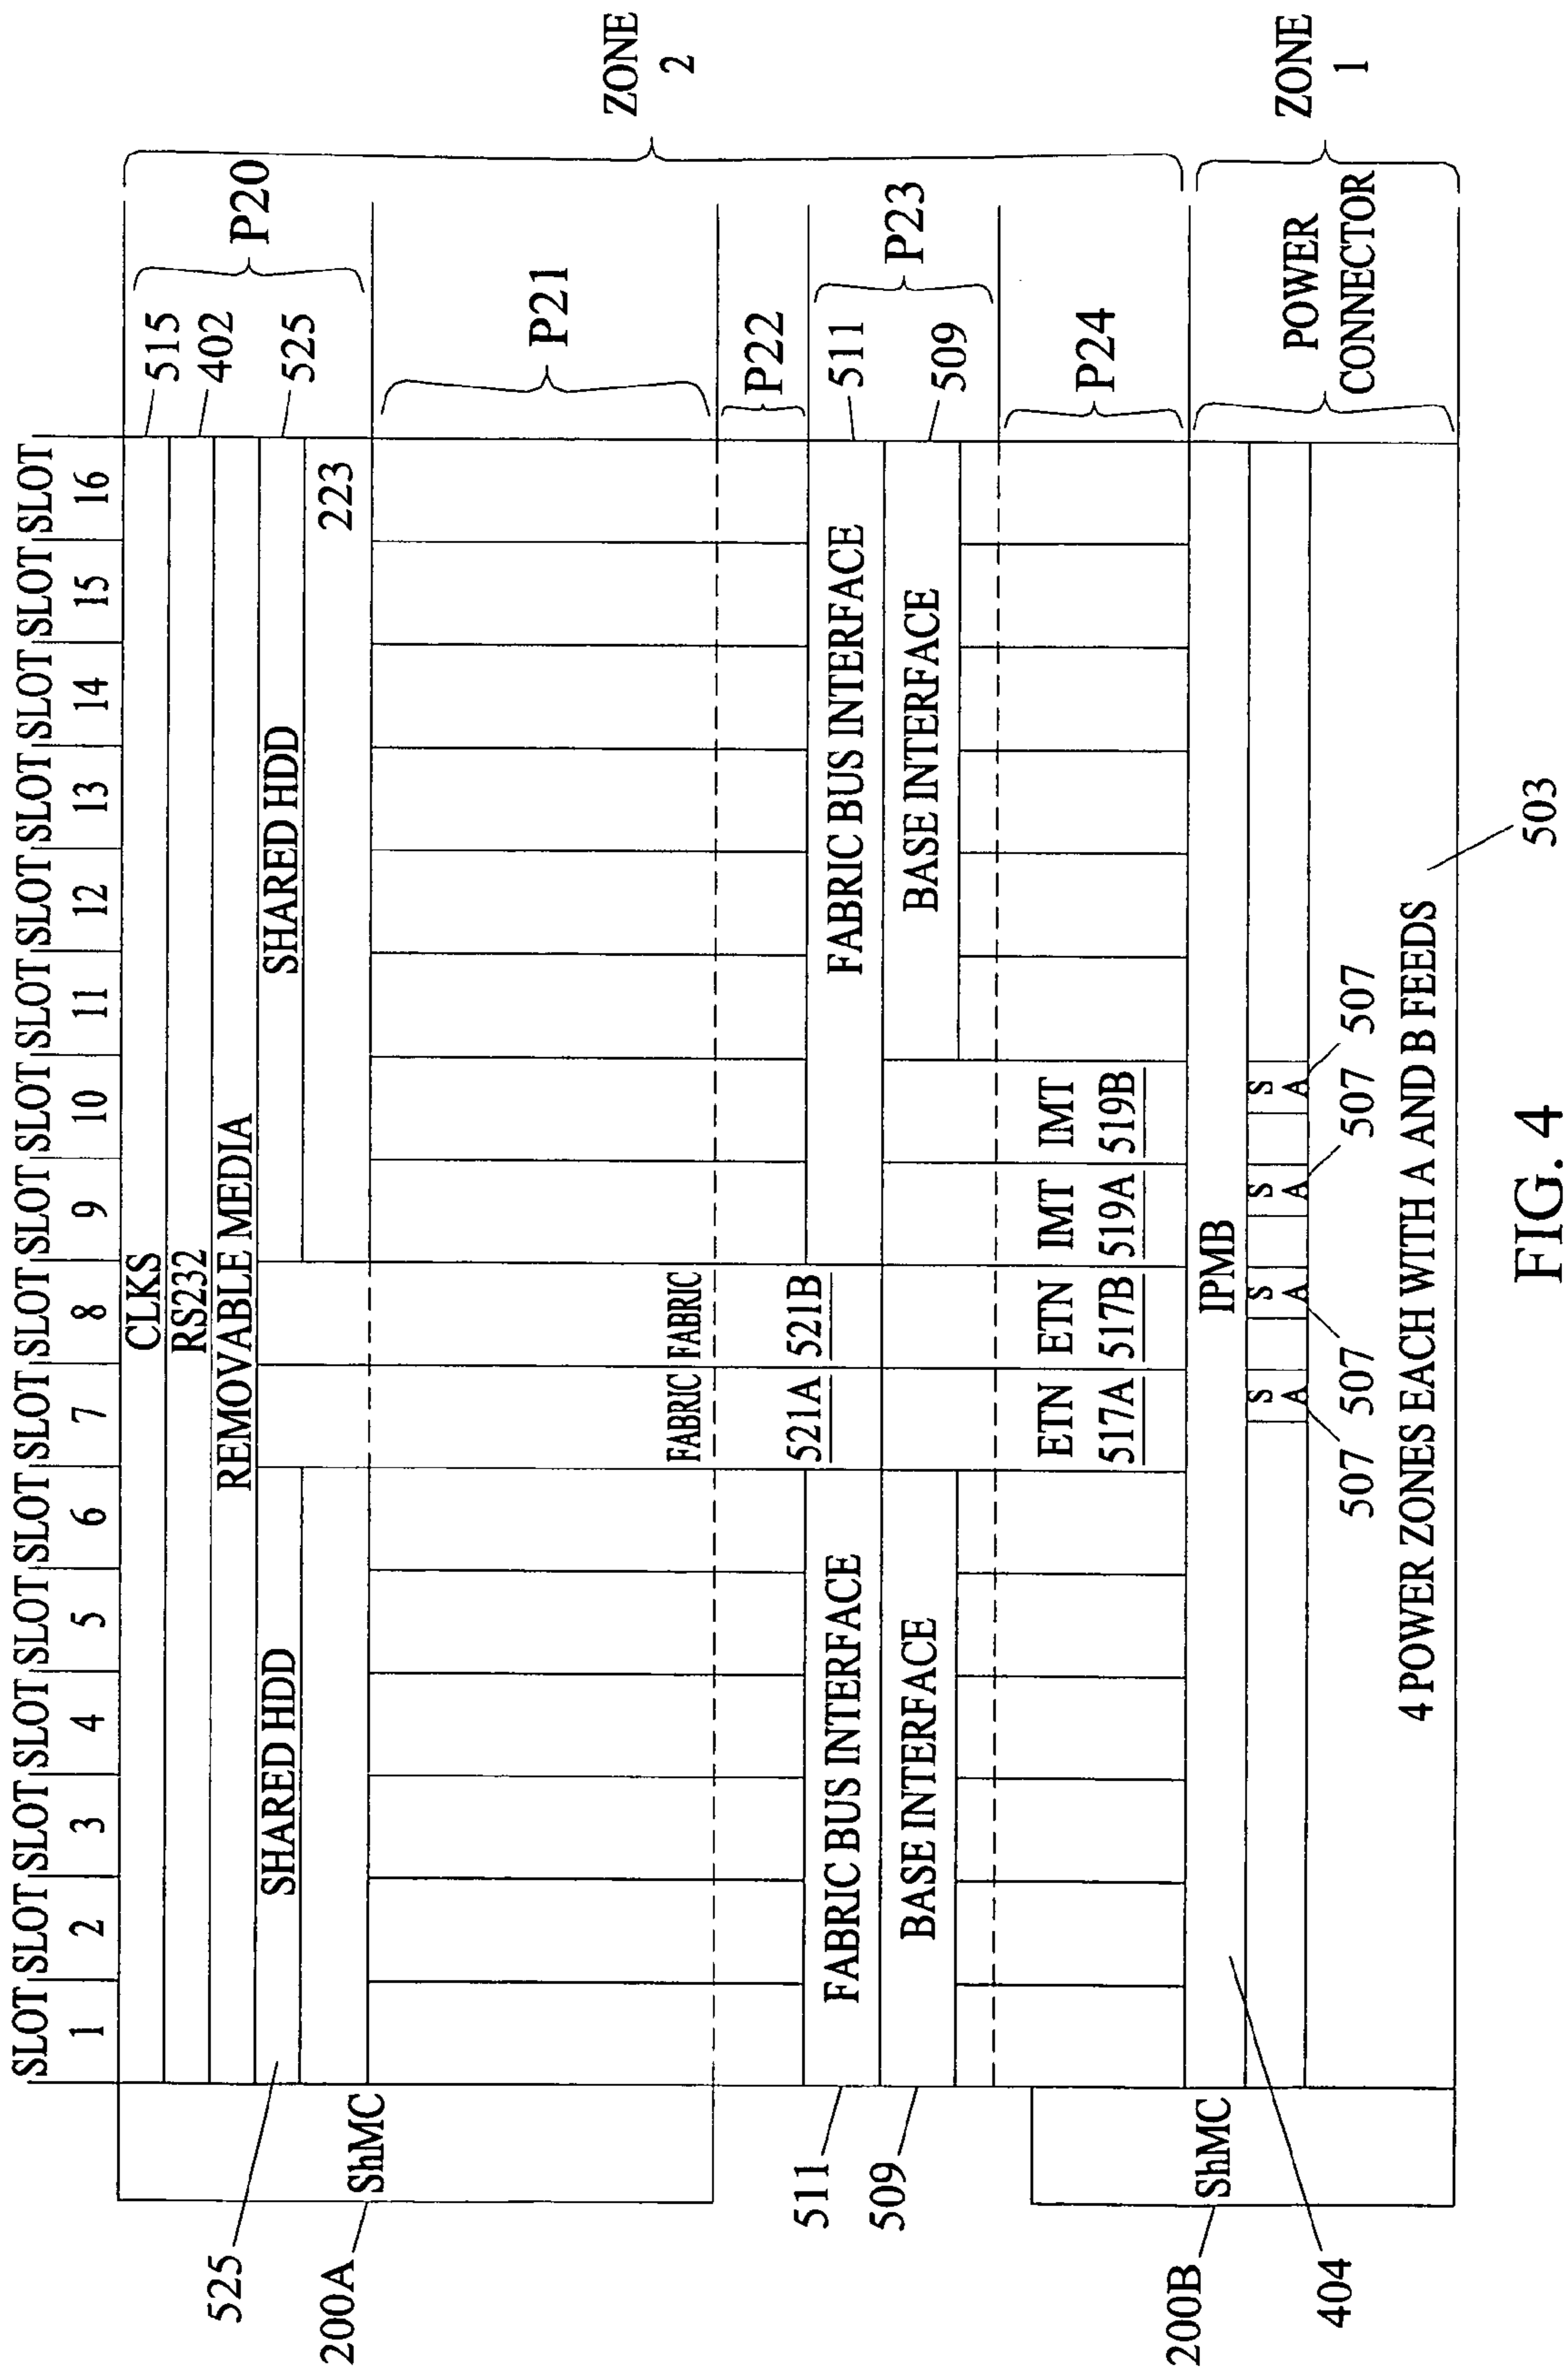 SLOT SLOT SLOT SLOT SLOT SLOT SLOT SLOT SLOT SLOT SLOT SLOT SLOT SLOT SLOT SLOT
1 2 3 4 5 6 7 8 9 10 11 12 13 14 15 16
CLKS
515
RS232
402
P20
REMOVABLE MEDIA
525
SHARED HDD
SHARED HDD
525
223
ShMC
200A
P21
ZONE
2
FABRIC FABRIC
521A 521B
P22
511
FABRIC BUS INTERFACE
FABRIC BUS INTERFACE
511
P23
509
BASE INTERFACE
BASE INTERFACE
509
ETN ETN IMT IMT
517A 517B 519A 519B
P24
ShMC
200B
IPMB
404
S S S S
A A A A
507 507 507 507
POWER
CONNECTOR
ZONE
1
4 POWER ZONES EACH WITH A AND B FEEDS
503
FIG. 4